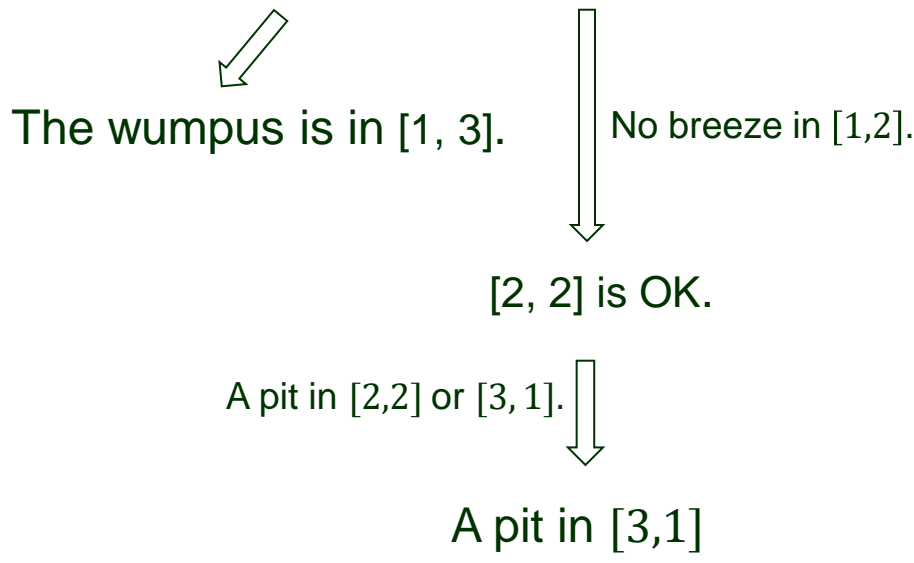 The wumpus is in [1, 3].
No breeze in [1,2].
[2, 2] is OK.
A pit in [2,2] or [3, 1].
A pit in [3,1]